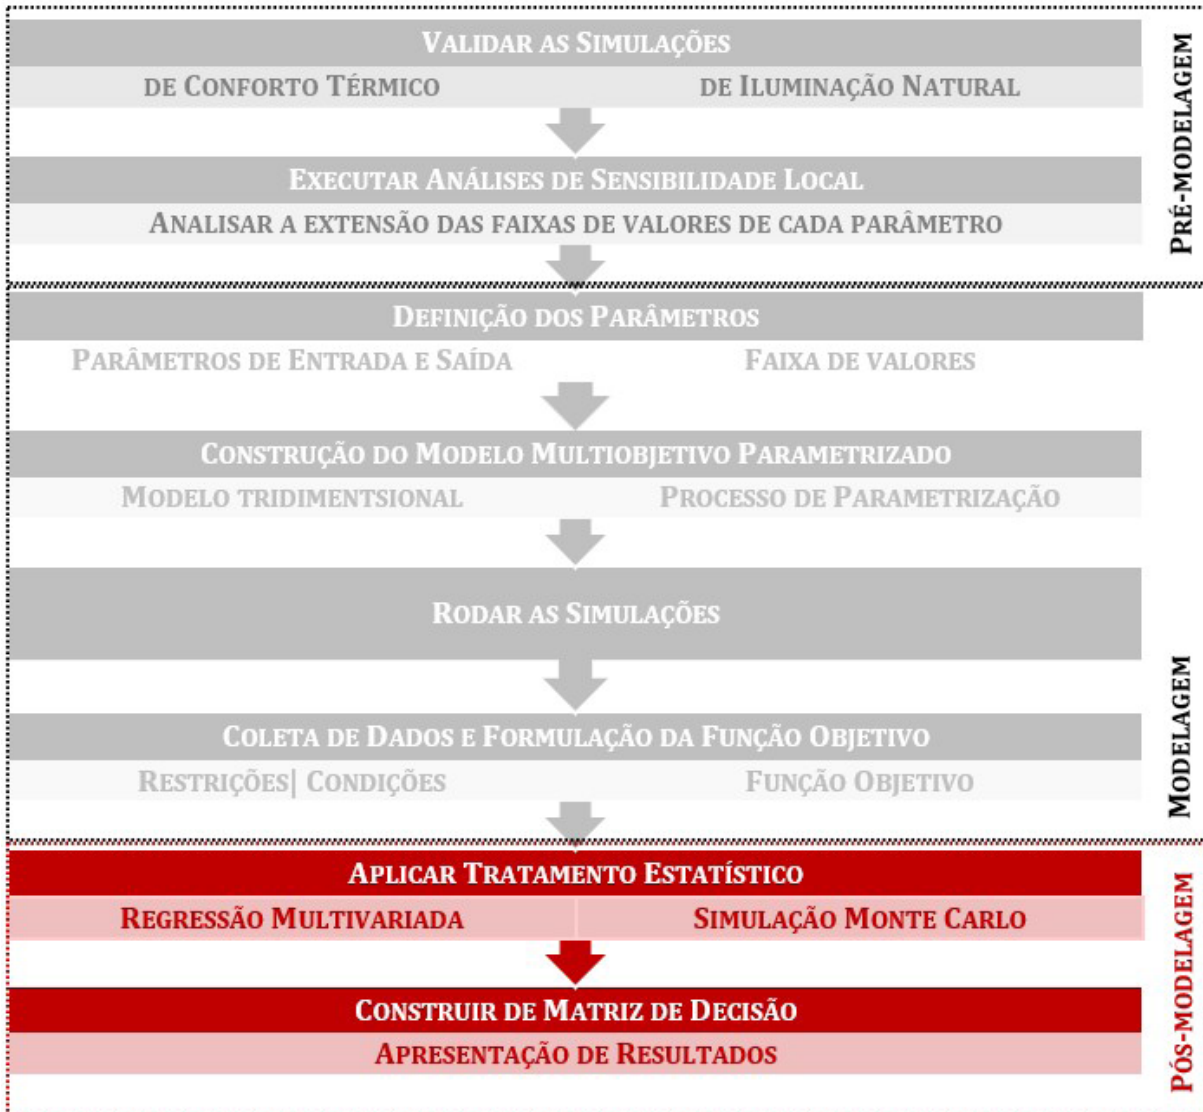 VALIDAR AS SIMULAÇÕES
DE CONFORTO TÉRMICO
DE ILUMINAÇÃO NATURAL
EXECUTAR ANÁLISES DE SENSIBILIDADE LOCAL
ANALISAR A EXTENSÃO DAS FAIXAS DE VALORES DE CADA PARÂMETRO
PRÉ-MODELAGEM
DEFINIÇÃO DOS PARÂMETROS
PARÂMETROS DE ENTRADA E SAÍDA
FAIXA DE VALORES
CONSTRUÇÃO DO MODELO MULTIOBJETIVO PARAMETRIZADO
MODELO TRIDIMENTSIONAL
PROCESSO DE PARAMETRIZAÇÃO
RODAR AS SIMULAÇÕES
COLETA DE DADOS E FORMULAÇÃO DA FUNÇÃO OBJETIVO
RESTRIÇÕES| CONDIÇÕES
FUNÇÃO OBJETIVO
MODELAGEM
APLICAR TRATAMENTO ESTATÍSTICO
REGRESSÃO MULTIVARIADA
SIMULAÇÃO MONTE CARLO
CONSTRUIR DE MATRIZ DE DECISÃO
APRESENTAÇÃO DE RESULTADOS
PÓS-MODELAGEM